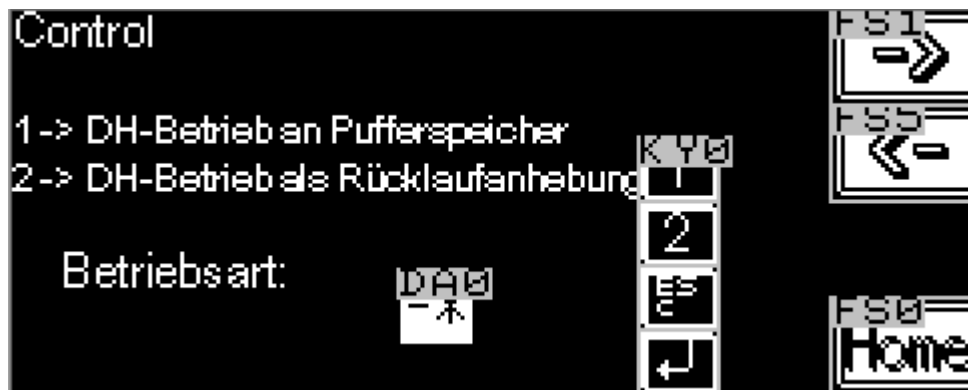 Control
FS1
1-> DH-Betrieb an Pufferspeicher
FS5
KY0
1
2-> DH-Betrieb als Rücklaufanhebung
2
Betriebsart:
DA0
ESC
FS0
Home